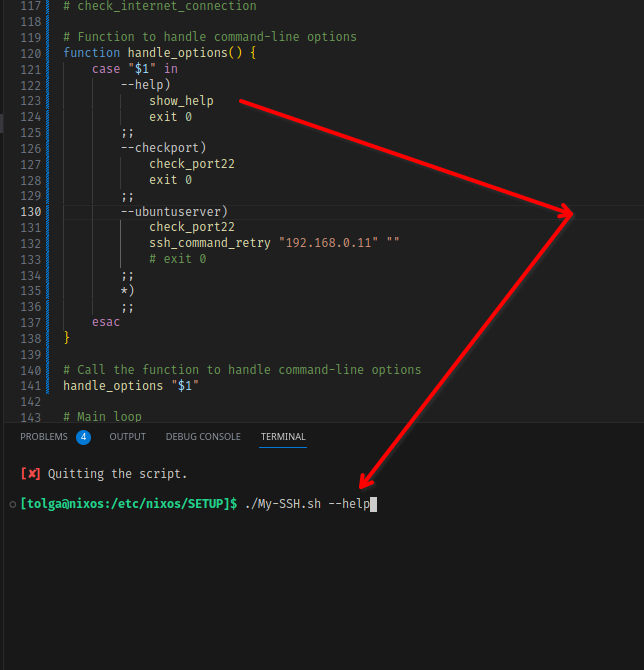 117 # check_internet_connection
118
119 # Function to handle command-line options
120 function handle_options() {
121     case "$1" in
122         --help)
123             show_help
124             exit 0
125         ;;
126         --checkport)
127             check_port22
128             exit 0
129         ;;
130         --ubuntuserver)
131             check_port22
132             ssh_command_retry "192.168.0.11" ""
133             # exit 0
134         ;;
135         *)
136         ;;
137     esac
138 }
139
140 # Call the function to handle command-line options
141 handle_options "$1"
142
143 # Main loop
PROBLEMS 4 OUTPUT DEBUG CONSOLE TERMINAL
[✘] Quitting the script.
[tolga@nixos:/etc/nixos/SETUP]$ ./My-SSH.sh --help